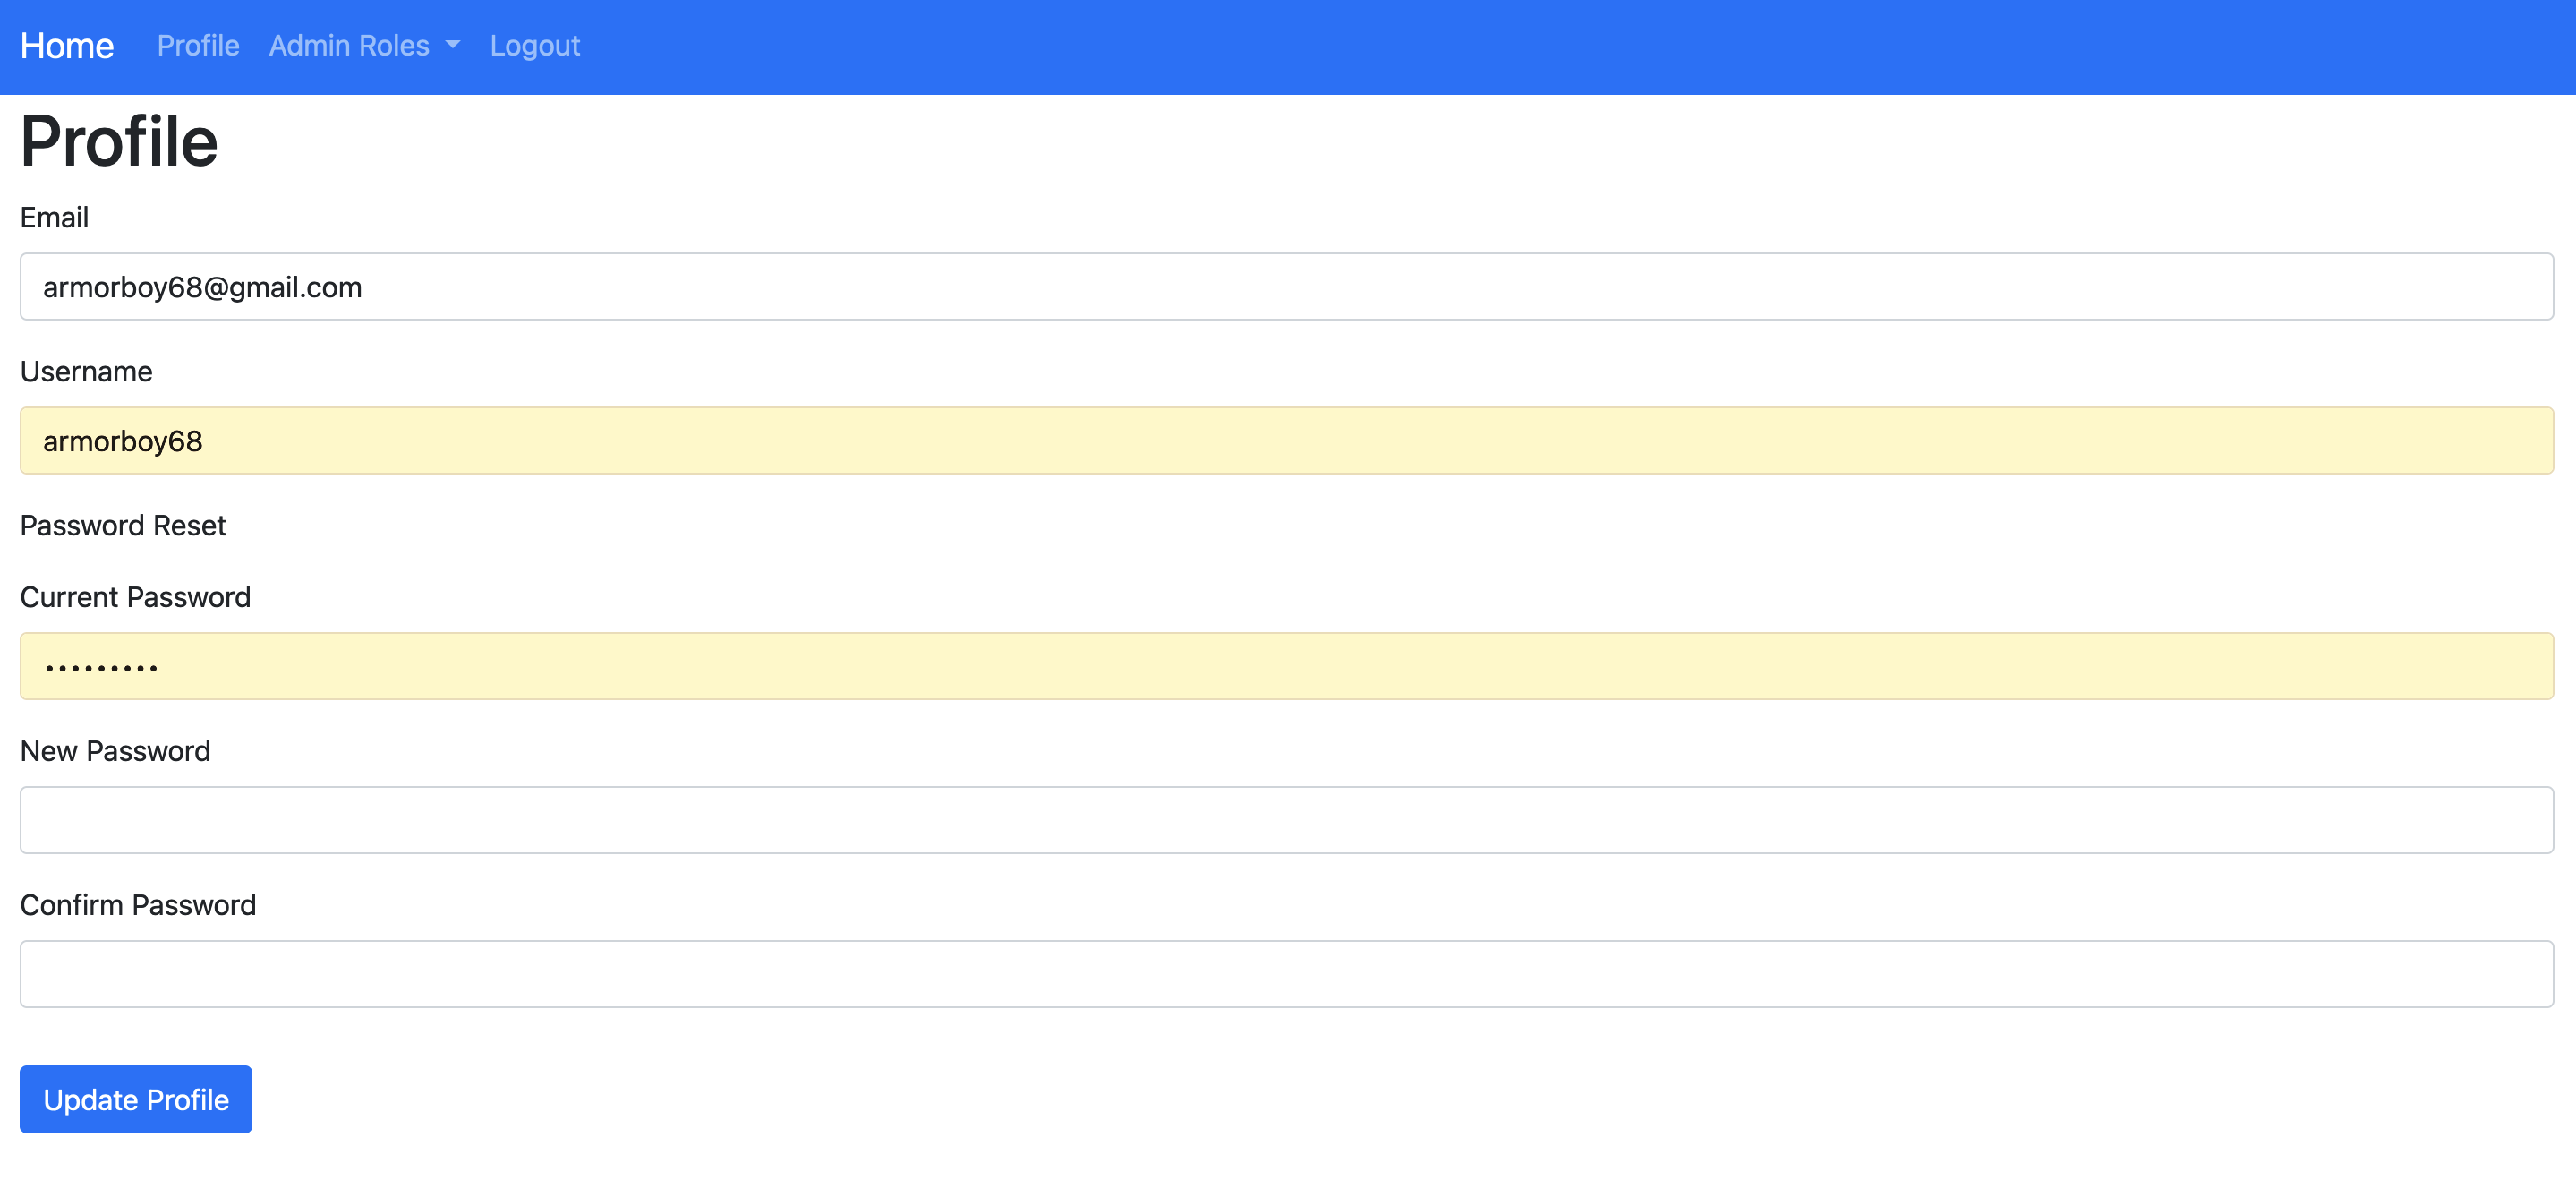 Home Profile Admin Roles Logout
Profile
Email
armorboy68@gmail.com
Username
armorboy68
Password Reset
Current Password
•••••••••
New Password
Confirm Password
Update Profile